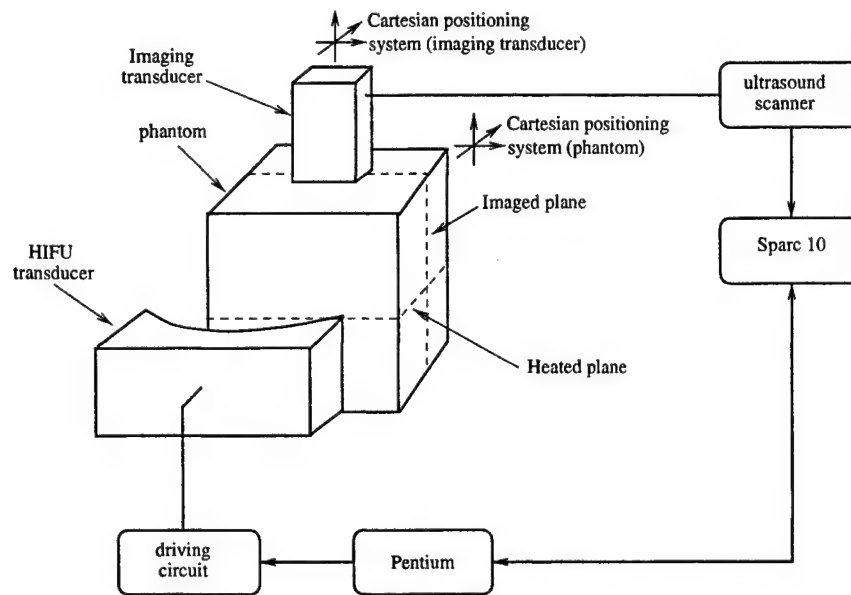 Cartesian positioning
system (imaging transducer)
Imaging
transducer
ultrasound
scanner
phantom
Cartesian positioning
system (phantom)
Imaged plane
Sparc 10
HIFU
transducer
Heated plane
driving
circuit
Pentium